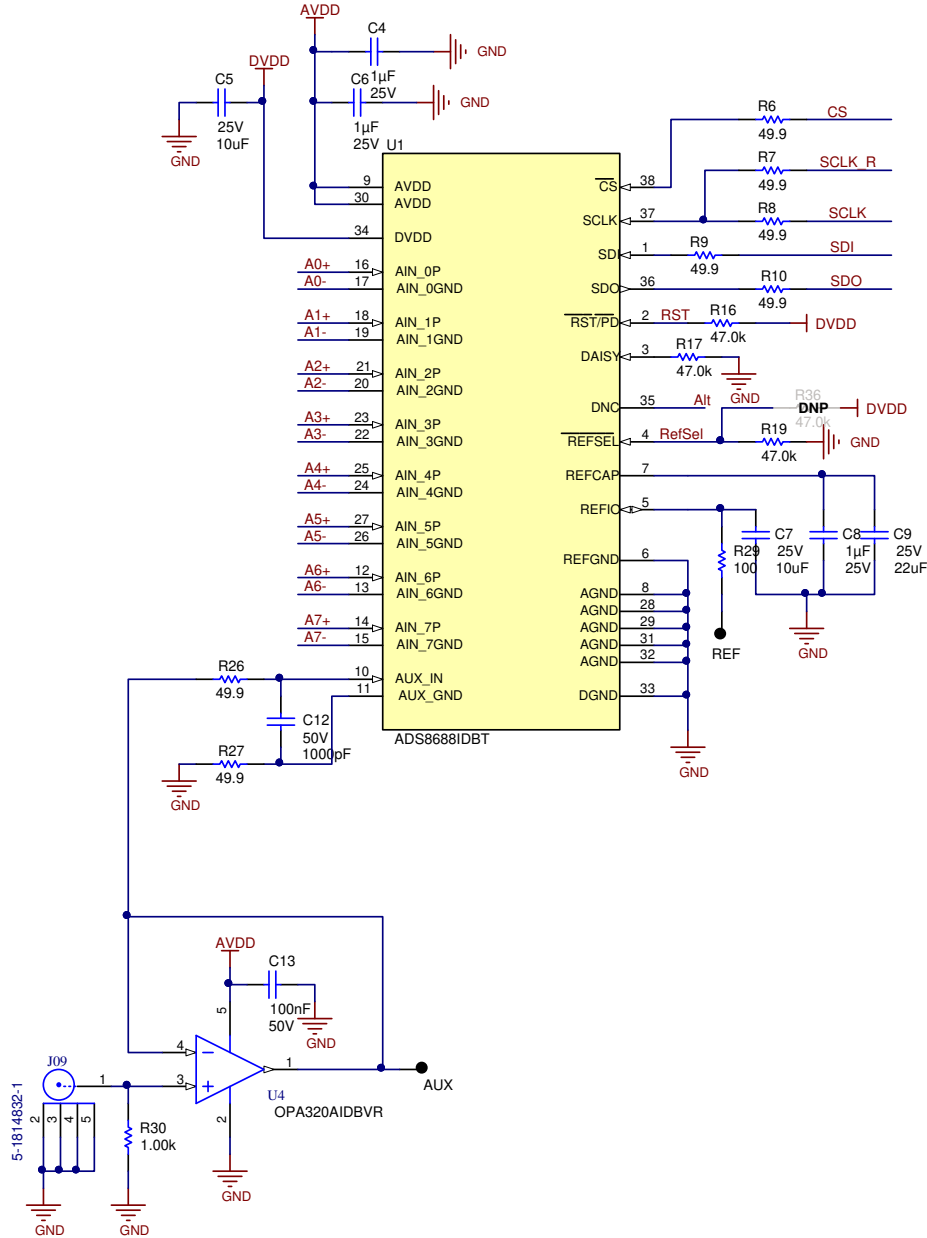 AVDD
C4
1µF
25V
GND
DVDD
C5
25V
10uF
GND
C6
1µF
25V
GND
U1
9 AVDD
30 AVDD
34 DVDD
A0+ 16 AIN_0P
A0- 17 AIN_0GND
A1+ 18 AIN_1P
A1- 19 AIN_1GND
A2+ 21 AIN_2P
A2- 20 AIN_2GND
A3+ 23 AIN_3P
A3- 22 AIN_3GND
A4+ 25 AIN_4P
A4- 24 AIN_4GND
A5+ 27 AIN_5P
A5- 26 AIN_5GND
A6+ 12 AIN_6P
A6- 13 AIN_6GND
A7+ 14 AIN_7P
A7- 15 AIN_7GND
10 AUX_IN
11 AUX_GND
ADS8688IDBT
CS 38
SCLK 37
SDI 1
SDO 36
RST/PD 2 RST
DAISY 3
DNC 35 Alt
REFSEL 4 RefSel
REFCAP 7
REFIO 5
REFGND 6
AGND 8
AGND 28
AGND 29
AGND 31
AGND 32
DGND 33
GND
R6
49.9
CS
R7
49.9
SCLK_R
R8
49.9
SCLK
R9
49.9
SDI
R10
49.9
SDO
R16
47.0k
DVDD
R17
47.0k
GND
R36
DNP
47.0k
DVDD
R19
47.0k
GND
R29
100
REF
C7
25V
10uF
C8
1µF
25V
C9
25V
22uF
GND
R26
49.9
C12
50V
1000pF
R27
49.9
GND
AVDD
C13
100nF
50V
GND
5
4
3
1
2
U4
OPA320AIDBVR
AUX
GND
J09
1
2
3
4
5
5-1814832-1
R30
1.00k
GND
GND